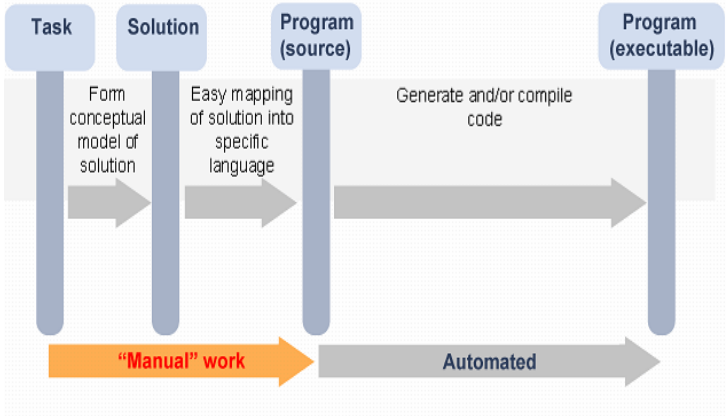 Task
Solution
Program
(source)
Program
(executable)
Form
conceptual
model of
solution
Easy mapping
of solution into
specific
language
Generate and/or compile
code
“Manual” work
Automated